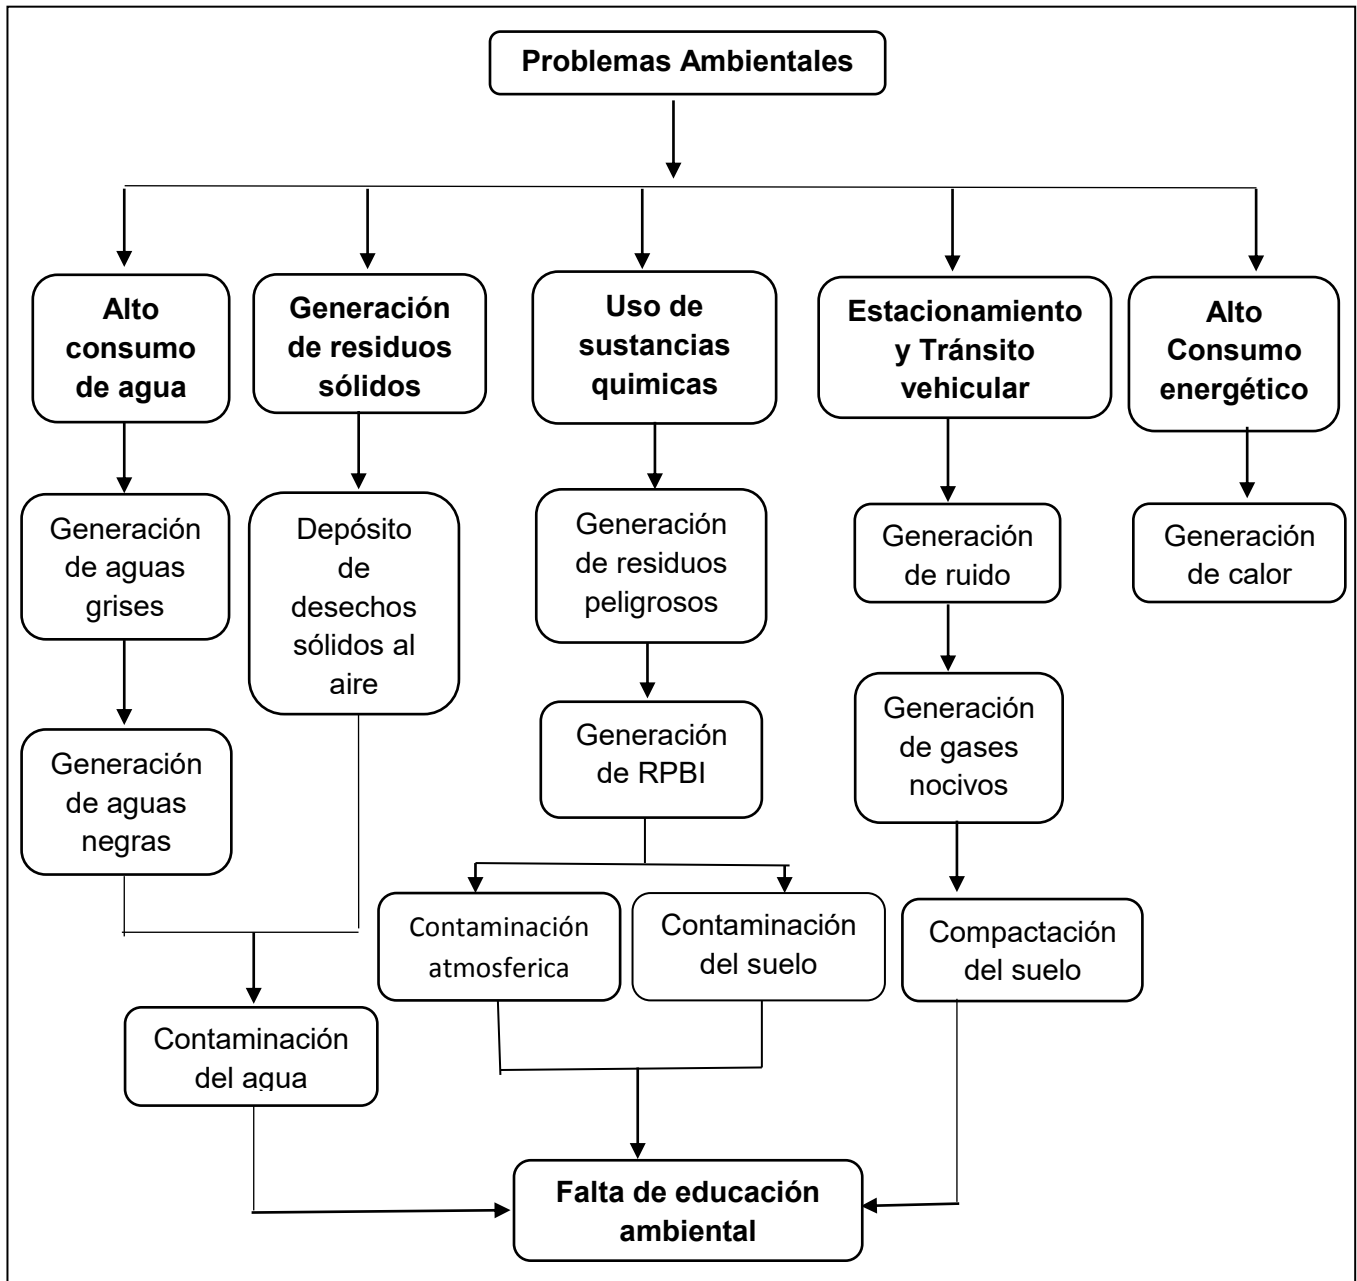 Problemas Ambientales
Alto
consumo
de agua
Generación
de residuos
sólidos
Uso de
sustancias
quimicas
Estacionamiento
y Tránsito
vehicular
Alto
Consumo
energético
Generación
de aguas
grises
Depósito
de
desechos
sólidos al
aire
Generación
de residuos
peligrosos
Generación
de ruido
Generación
de calor
Generación
de aguas
negras
Generación
de RPBI
Generación
de gases
nocivos
Contaminación
atmosferica
Contaminación
del suelo
Compactación
del suelo
Contaminación
del agua
Falta de educación
ambiental